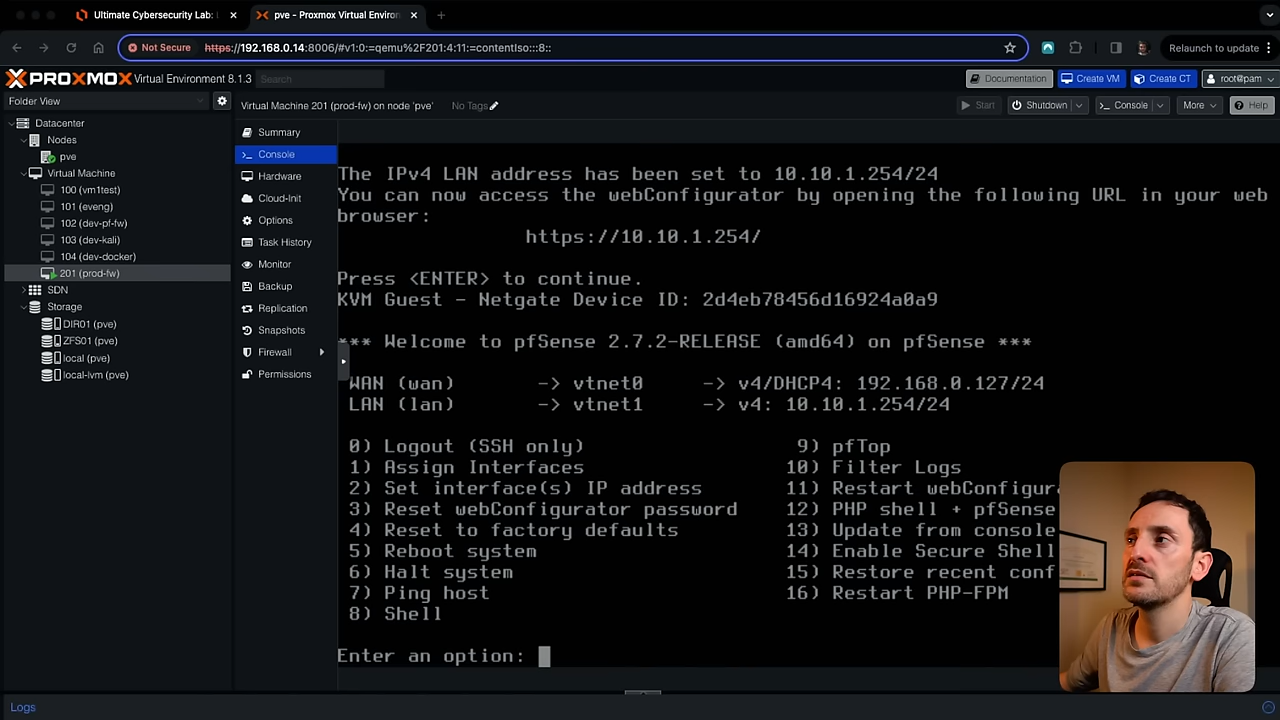 Ultimate Cybersecurity Lab:
pve - Proxmox Virtual Environ
Not Secure
https://192.168.0.14:8006/#v1:0:=qemu%2F201:4:11:=contentIso:::8::
Relaunch to update
PROXMOX Virtual Environment 8.1.3
Search
Documentation
Create VM
Create CT
root@pam
Folder View
Virtual Machine 201 (prod-fw) on node 'pve'
No Tags
Start
Shutdown
Console
More
Help
Datacenter
Nodes
pve
Virtual Machine
100 (vm1test)
101 (eveng)
102 (dev-pf-fw)
103 (dev-kali)
104 (dev-docker)
201 (prod-fw)
SDN
Storage
DIR01 (pve)
ZFS01 (pve)
local (pve)
local-lvm (pve)
Summary
Console
Hardware
Cloud-Init
Options
Task History
Monitor
Backup
Replication
Snapshots
Firewall
Permissions
The IPv4 LAN address has been set to 10.10.1.254/24
You can now access the webConfigurator by opening the following URL in your web
browser:
https://10.10.1.254/
Press <ENTER> to continue.
KVM Guest - Netgate Device ID: 2d4eb78456d16924a0a9
*** Welcome to pfSense 2.7.2-RELEASE (amd64) on pfSense ***
WAN (wan) -> vtnet0 -> v4/DHCP4: 192.168.0.127/24
LAN (lan) -> vtnet1 -> v4: 10.10.1.254/24
0) Logout (SSH only) 9) pfTop
1) Assign Interfaces 10) Filter Logs
2) Set interface(s) IP address 11) Restart webConfigur
3) Reset webConfigurator password 12) PHP shell + pfSense
4) Reset to factory defaults 13) Update from console
5) Reboot system 14) Enable Secure Shell
6) Halt system 15) Restore recent conf
7) Ping host 16) Restart PHP-FPM
8) Shell
Enter an option:
Logs